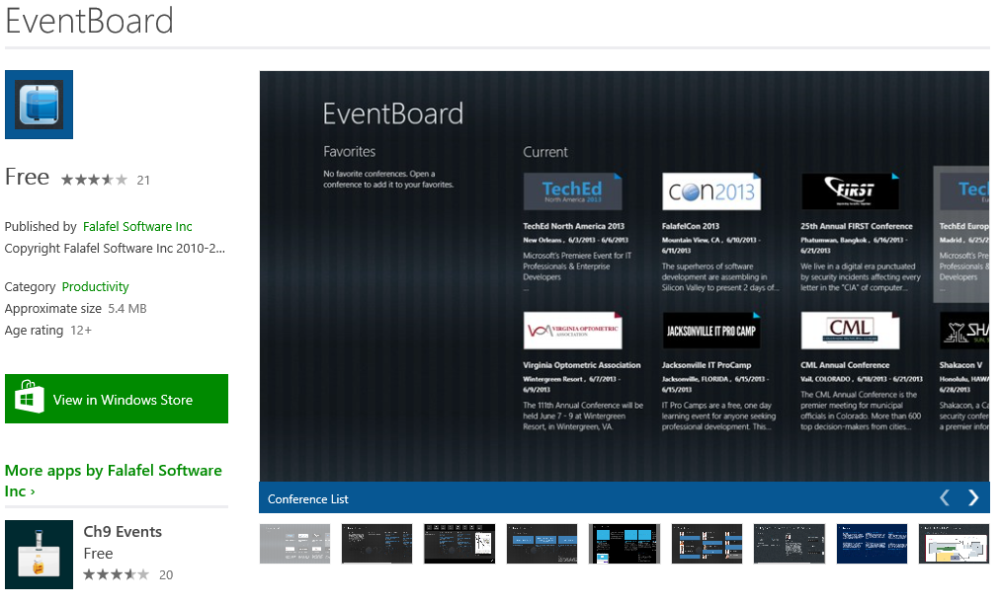 EventBoard
Free
21
Published by Falafel Software Inc
Copyright Falafel Software Inc 2010-2...
Category Productivity
Approximate size 5.4 MB
Age rating 12+
View in Windows Store
More apps by Falafel Software
Inc ›
Ch9 Events
Free
20
EventBoard
Favorites
No favorite conferences. Open a
conference to add it to your favorites.
Current
TechEd
North America 2013
TechEd North America 2013
New Orleans , 6/3/2013 - 6/6/2013
Microsoft's Premiere Event for IT
Professionals & Enterprise
Developers
...
con2013
FalafelCon 2013
Mountain View, CA , 6/10/2013 -
6/11/2013
The superheros of software
development are assembling in
Silicon Valley to present 2 days of...
FIRST
25th Annual FIRST Conference
Phatumwan, Bangkok , 6/16/2013 -
6/21/2013
We live in a digital era punctuated
by security incidents affecting every
letter in the "CIA" of computer...
Tec
TechEd Europ
Madrid , 6/25/2
Microsoft's P
Professionals
Developers
...
VOA VIRGINIA OPTOMETRIC
ASSOCIATION
Virginia Optometric Association
Wintergreen Resort , 6/7/2013 -
6/9/2013
The 111th Annual Conference will be
held June 7 - 9 at Wintergreen
Resort, in Wintergreen, VA.
JACKSONVILLE IT PRO CAMP
Jacksonville IT ProCamp
Jacksonville, FLORIDA , 6/15/2013 -
6/15/2013
IT Pro Camps are a free, one day
learning event for anyone seeking
professional development. This...
CML
CML Annual Conference
Vail, COLORADO , 6/18/2013 - 6/21/2013
The CML Annual Conference is the
premier meeting for municipal
officials in Colorado. More than 600
top decision-makers from cities...
SHA
Shakacon V
Honolulu, HAWA
6/28/2013
Shakacon, a Ca
security confer
a premier infor
Conference List